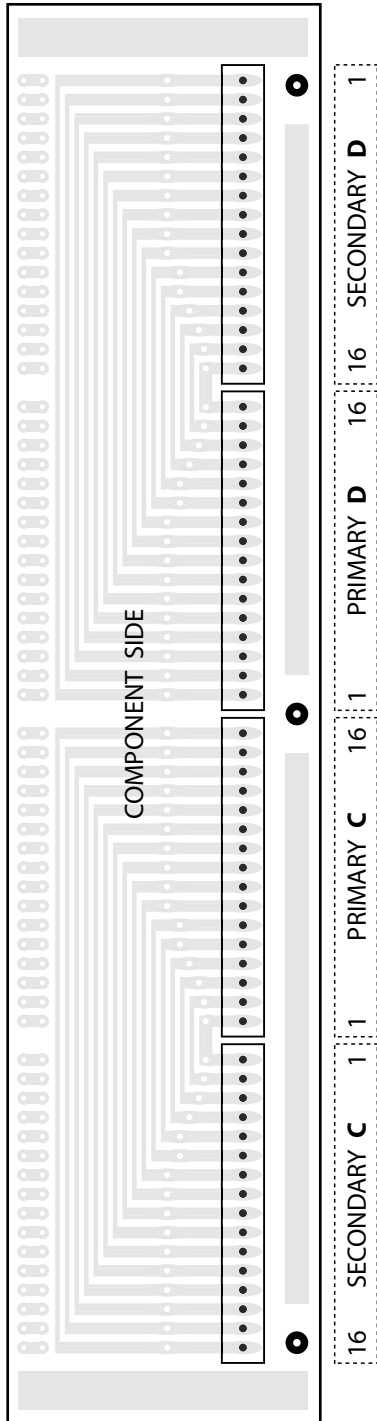 COMPONENT SIDE
16 SECONDARY C 1
1 PRIMARY C 16
1 PRIMARY D 16
16 SECONDARY D 1